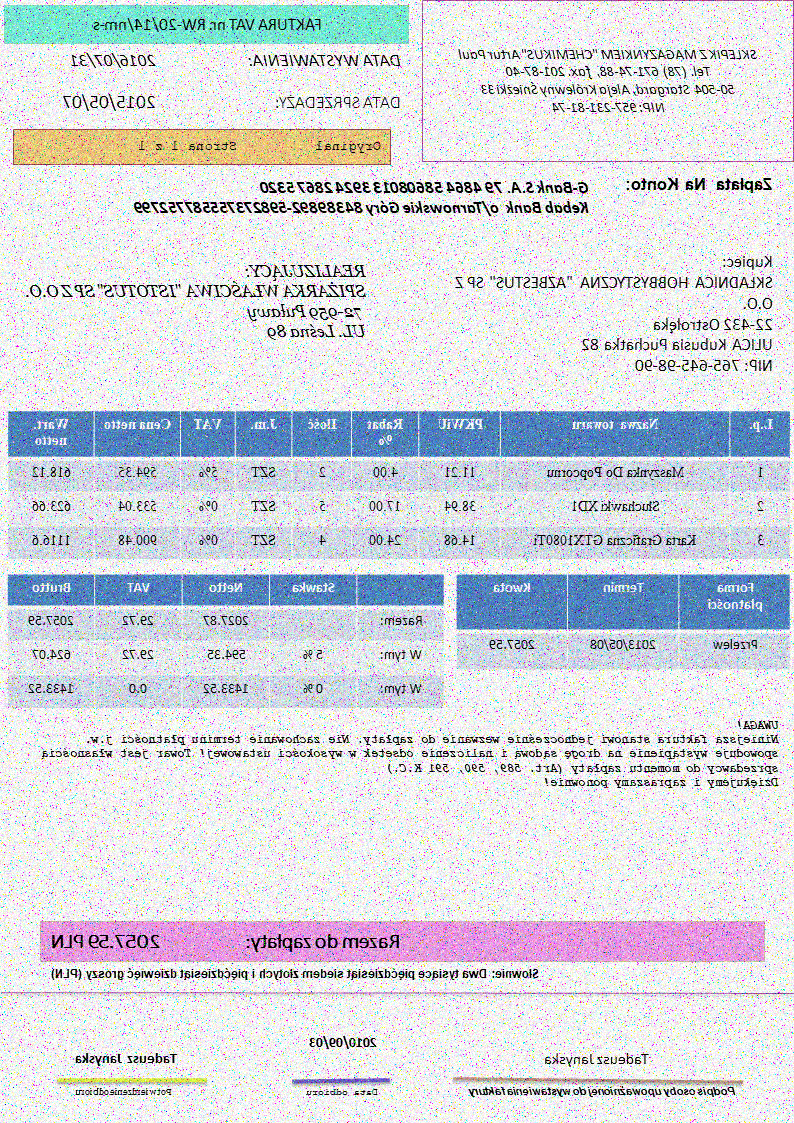 SKLEPIK Z MAGAZYNKIEM "CHEMIKUS" Artur Paul
Tel. (78) 671-74-88, fax. 201-87-40
50-504 Stargard, Aleja Królewny Śnieżki 33
NIP: 957-231-81-74
FAKTURA VAT nr RW-20/14/nm-s
DATA WYSTAWIENIA: 2016/07/31
DATA SPRZEDAŻY: 2015/05/07
Oryginał Strona 1 z 1
Zapłata Na Konto: G-Bank S.A. 79 4864 5860 8013 3924 2867 5320
Kebab Bank o/Tarnowskie Góry 84389892-598273755587752799
Kupiec:
SKŁADNICA HOBBYSTYCZNA "AZBESTUS" SP Z
O.O.
22-432 Ostrołęka
ULICA Kubusia Puchatka 82
NIP: 765-645-98-90
REALIZUJĄCY:
SPIŻARKA WŁAŚCIWA "ISTOTUS" SP Z O.O.
72-959 Puławy
UL. Leśna 89
L.p. Nazwa towaru PKWiU Rabat % Ilość J.m. VAT Cena netto Wart. netto
1 Maszynka Do Popcornu 11.21 4.00 2 SZT 5% 594.35 618.12
2 Słuchawki XD1 38.94 17.00 5 SZT 0% 533.04 623.66
3 Karta Graficzna GTX1080Ti 14.68 24.00 4 SZT 0% 900.48 1116.6
Forma płatności Termin Kwota
Przelew 2013/05/08 2057.59
Stawka Netto VAT Brutto
Razem: 2027.87 29.72 2057.59
W tym: 5% 594.35 29.72 624.07
W tym: 0% 1433.52 0.0 1433.52
UWAGA!
Niniejsza faktura stanowi jednocześnie wezwanie do zapłaty. Nie zachowanie terminu płatności j.w.
spowoduje wystąpienie na drogę sądową i naliczenie odsetek w wysokości ustawowej! Towar jest własnością
sprzedawcy do momentu zapłaty (Art. 589, 590, 591 K.C.)
Dziękujemy i zapraszamy ponownie!
Razem do zapłaty: 2057.59 PLN
Słownie: Dwa tysiące pięćdziesiąt siedem złotych i pięćdziesiąt dziewięć groszy (PLN)
Tadeusz Janyska
Podpis osoby upoważnionej do wystawienia faktury
2010/09/03
Data odbioru
Tadeusz Janyska
Potwierdzenie odbioru